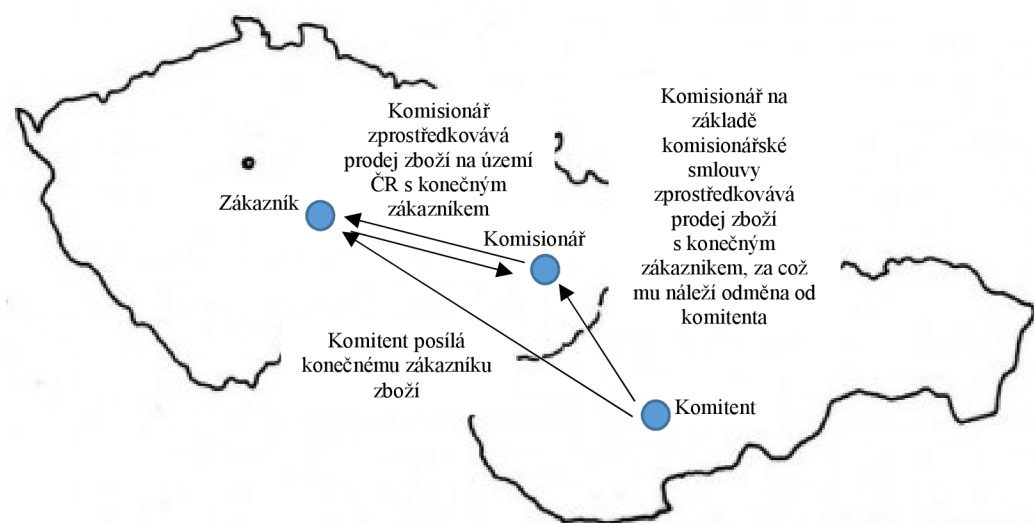 Komisionář
zprostředkovává
prodej zboží na území
ČR s konečným
zákazníkem
Komisionář na
základě
komisionářské
smlouvy
zprostředkovává
prodej zboží
s konečným
zákaznikem, za což
mu náleží odměna od
komitenta
Zákazník
Komisionář
Komitent posílá
konečnému zákazníku
zboží
Komitent